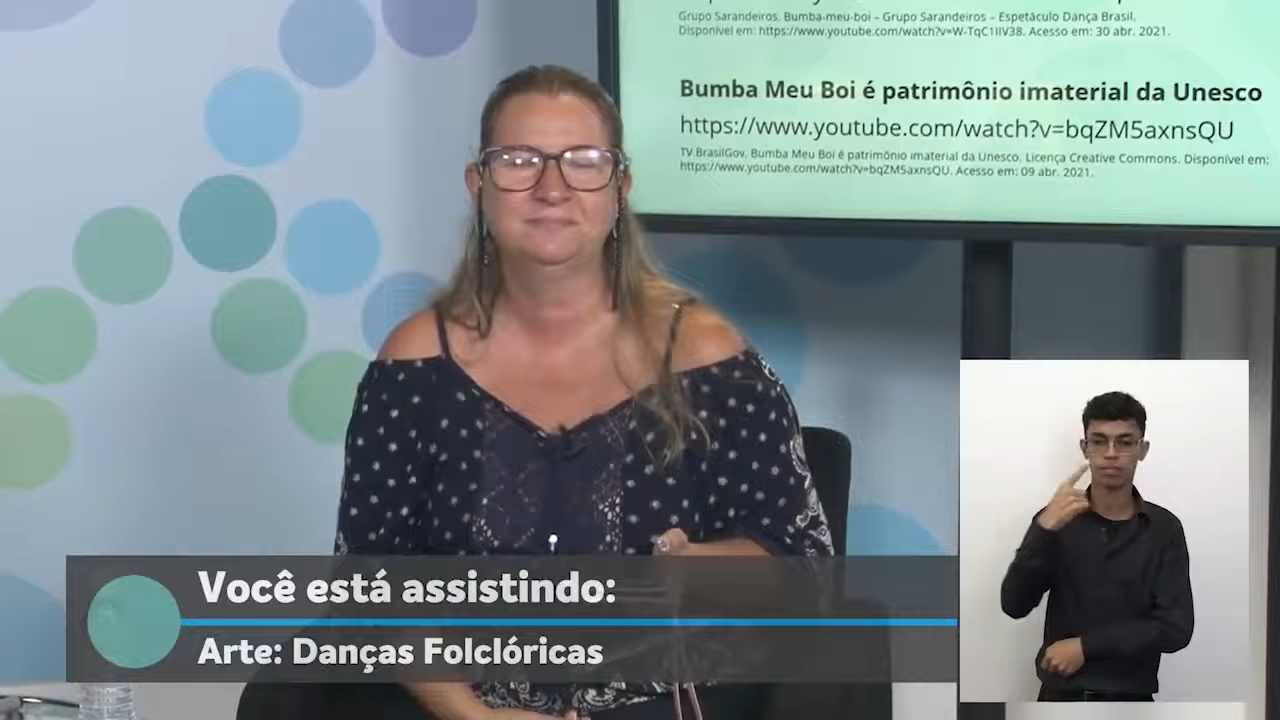 Grupo Sarandeiros. Bumba-meu-boi – Grupo Sarandeiros – Espetáculo Dança Brasil.
Disponível em: https://www.youtube.com/watch?v=W-TqC1IIV38. Acesso em: 30 abr. 2021.
Bumba Meu Boi é patrimônio imaterial da Unesco
https://www.youtube.com/watch?v=bqZM5axnsQU
TV BrasilGov. Bumba Meu Boi é patrimônio imaterial da Unesco. Licença Creative Commons. Disponível em:
https://www.youtube.com/watch?v=bqZM5axnsQU. Acesso em: 09 abr. 2021.
Você está assistindo:
Arte: Danças Folclóricas